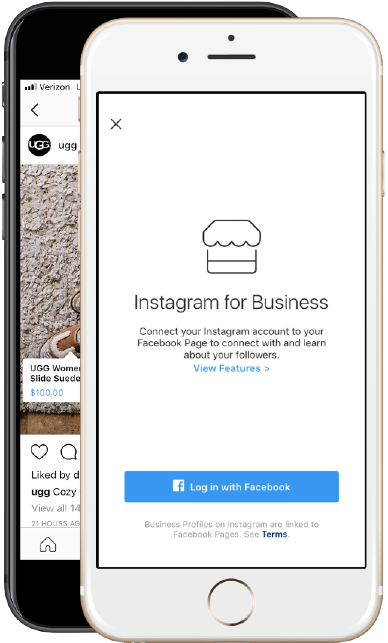 Verizon
UGG
ugg
UGG Wome
Slide Suede
$100.00
Liked by d
ugg Cozy
View all 14
21 HOURS AG
Instagram for Business
Connect your Instagram account to your
Facebook Page to connect with and learn
about your followers.
View Features >
f Log in with Facebook
Business Profiles on Instagram are linked to
Facebook Pages. See Terms.